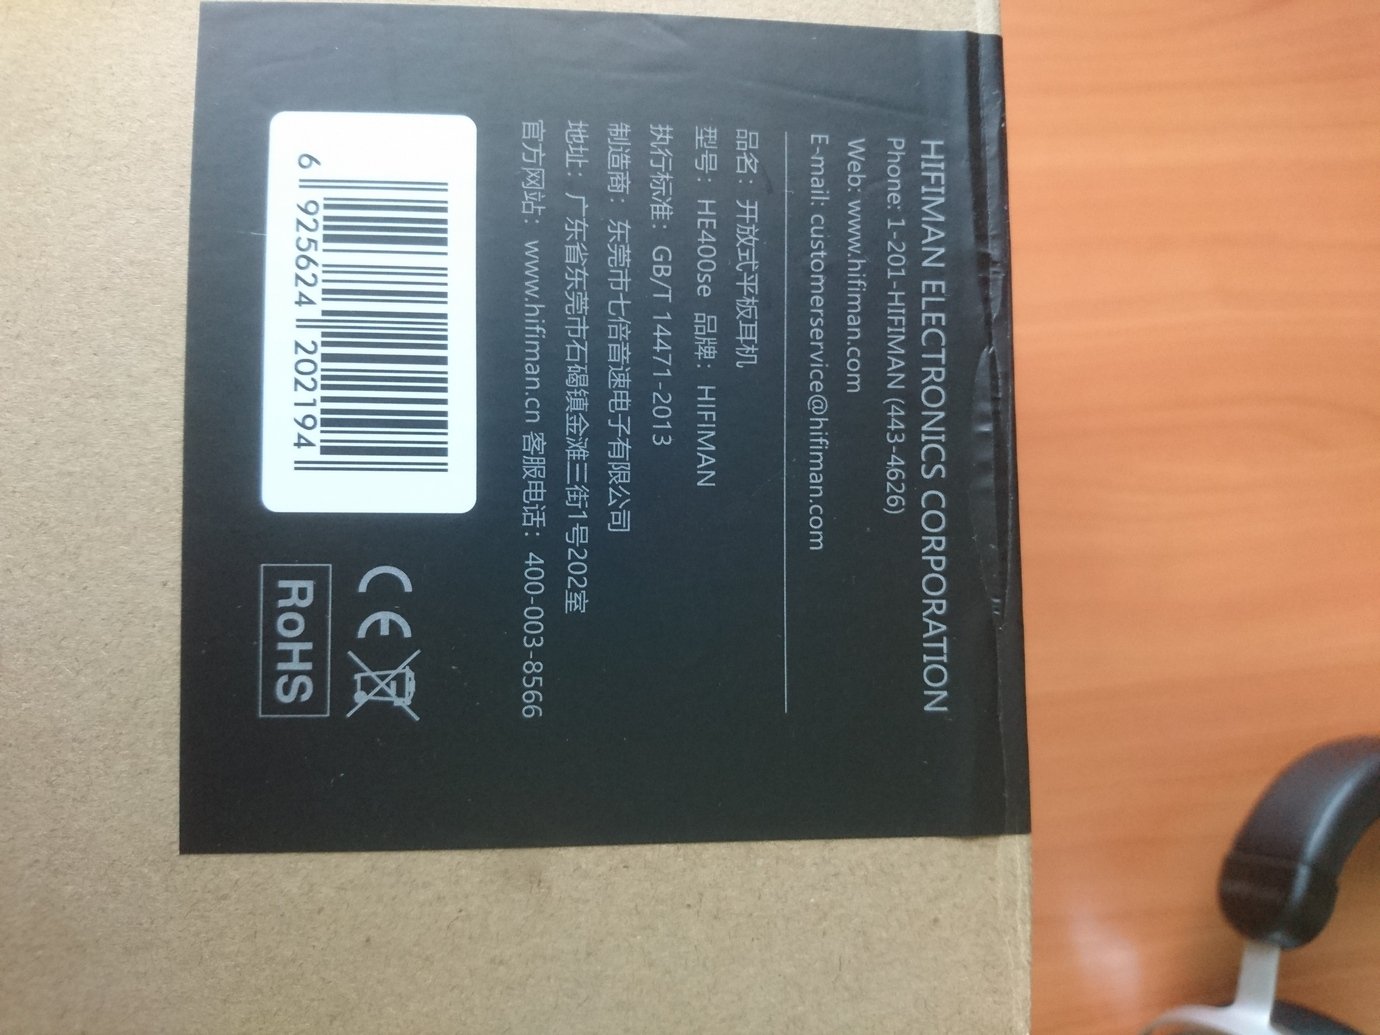 HIFIMAN ELECTRONICS CORPORATION
Phone: 1-201-HIFIMAN (443-4626)
Web: www.hifiman.com
E-mail: customerservice@hifiman.com
品名：开放式平板耳机
型号：HE400se 品牌：HIFIMAN
执行标准：GB/T 14471-2013
制造商：东莞市七倍音速电子有限公司
地址：广东省东莞市石碣镇金滩三街1号202室
官方网站：www.hifiman.cn 客服电话：400-003-8566
6 925624 202194
CE
RoHS